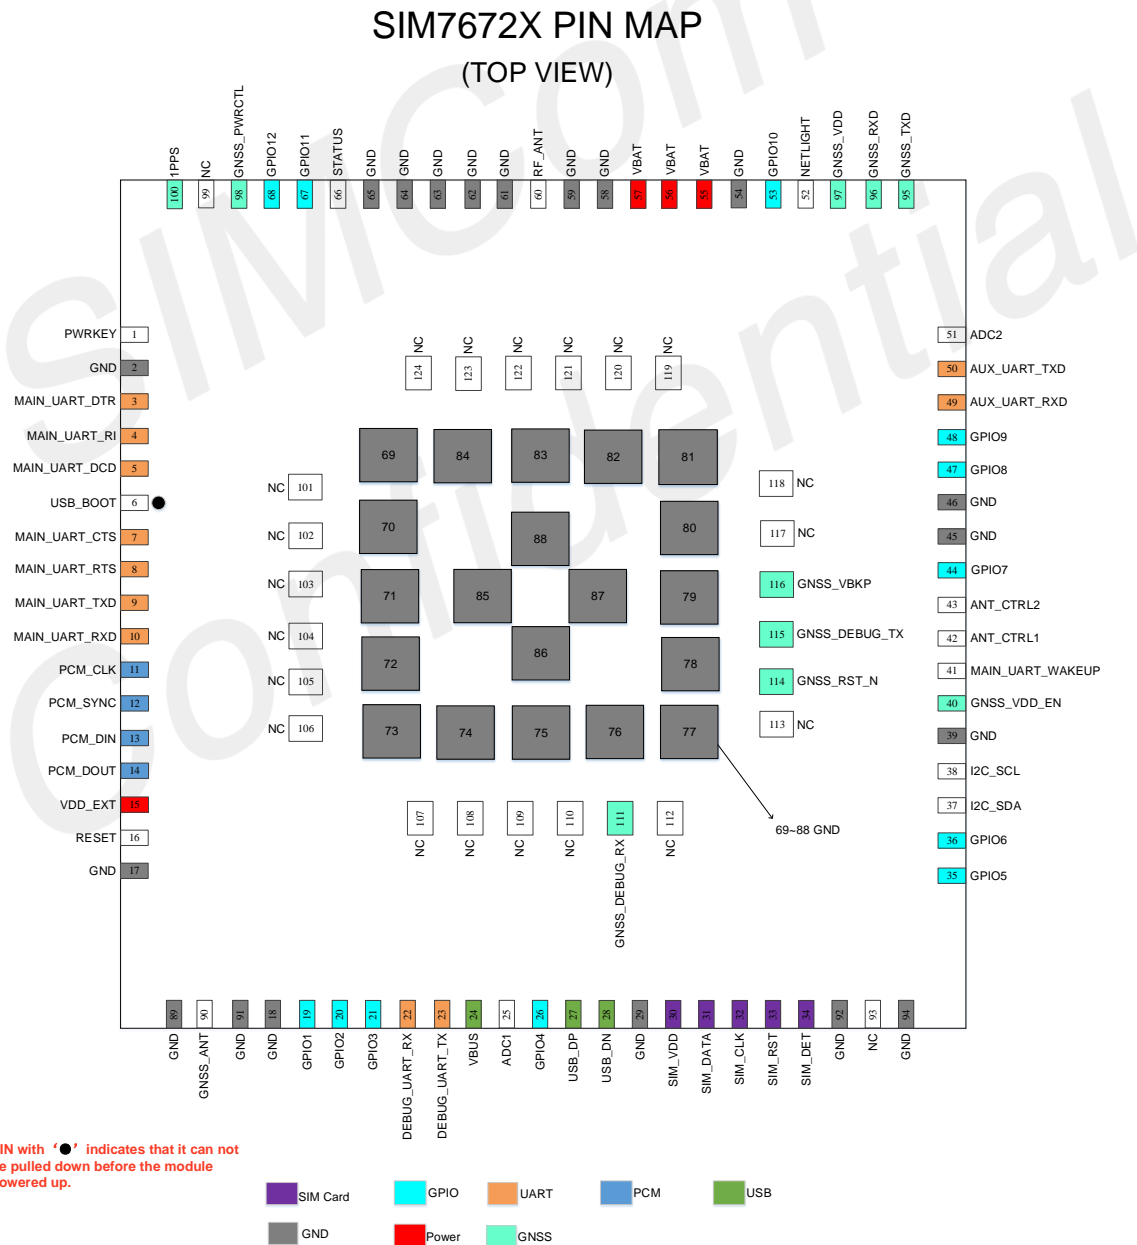 SIM7672X PIN MAP
(TOP VIEW)
SIMCom
Confidential
1PPS
NC
GNSS_PWRCTL
GPIO12
GPIO11
STATUS
GND
GND
GND
GND
GND
RF_ANT
GND
GND
VBAT
VBAT
VBAT
GND
GPIO10
NETLIGHT
GNSS_VDD
GNSS_RXD
GNSS_TXD
100
99
98
68
67
66
65
64
63
62
61
60
59
58
57
56
55
54
53
52
97
96
95
PWRKEY 1
GND 2
MAIN_UART_DTR 3
MAIN_UART_RI 4
MAIN_UART_DCD 5
USB_BOOT 6
MAIN_UART_CTS 7
MAIN_UART_RTS 8
MAIN_UART_TXD 9
MAIN_UART_RXD 10
PCM_CLK 11
PCM_SYNC 12
PCM_DIN 13
PCM_DOUT 14
VDD_EXT 15
RESET 16
GND 17
NC
NC
NC
NC
NC
NC
124
123
122
121
120
119
69
84
83
82
81
70
88
80
71
85
87
79
72
86
78
73
74
75
76
77
NC 101
NC 102
NC 103
NC 104
NC 105
NC 106
118 NC
117 NC
116 GNSS_VBKP
115 GNSS_DEBUG_TX
114 GNSS_RST_N
113 NC
107
108
109
110
111
112
NC
NC
NC
NC
GNSS_DEBUG_RX
NC
69~88 GND
51 ADC2
50 AUX_UART_TXD
49 AUX_UART_RXD
48 GPIO9
47 GPIO8
46 GND
45 GND
44 GPIO7
43 ANT_CTRL2
42 ANT_CTRL1
41 MAIN_UART_WAKEUP
40 GNSS_VDD_EN
39 GND
38 I2C_SCL
37 I2C_SDA
36 GPIO6
35 GPIO5
89
90
91
18
19
20
21
22
23
24
25
26
27
28
29
30
31
32
33
34
92
93
94
GND
GNSS_ANT
GND
GND
GPIO1
GPIO2
GPIO3
DEBUG_UART_RX
DEBUG_UART_TX
VBUS
ADC1
GPIO4
USB_DP
USB_DN
GND
SIM_VDD
SIM_DATA
SIM_CLK
SIM_RST
SIM_DET
GND
NC
GND
IN with ‘●’ indicates that it can not
e pulled down before the module
owered up.
SIM Card
GPIO
UART
PCM
USB
GND
Power
GNSS